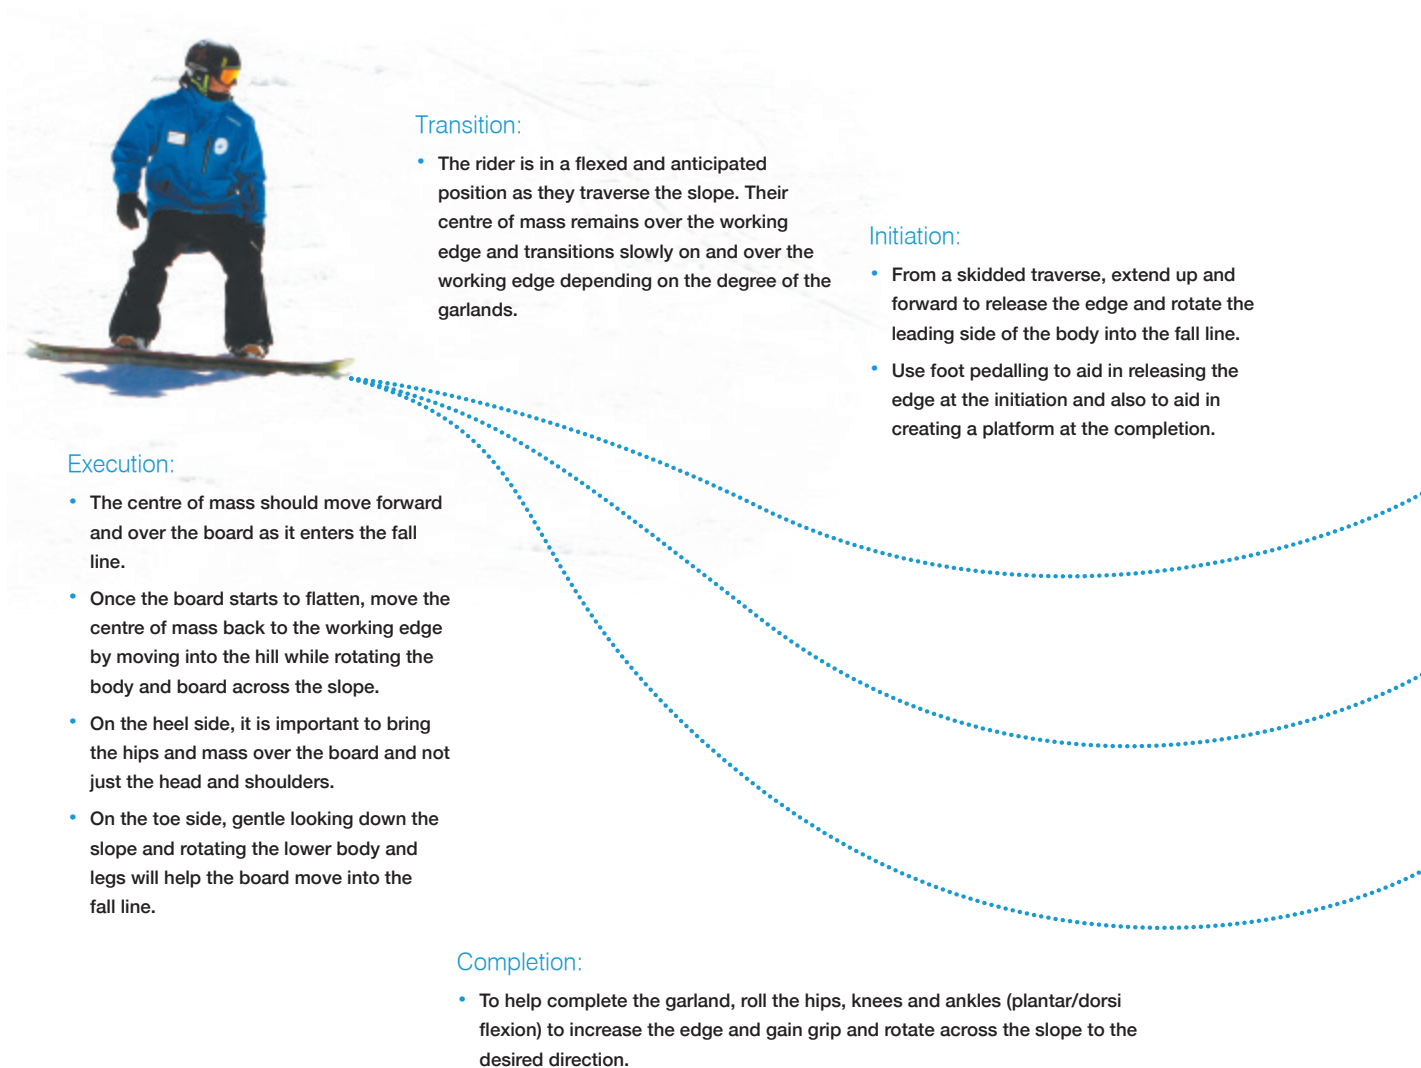 Transition:
• The rider is in a flexed and anticipated
position as they traverse the slope. Their
centre of mass remains over the working
edge and transitions slowly on and over the
working edge depending on the degree of the
garlands.
Initiation:
• From a skidded traverse, extend up and
forward to release the edge and rotate the
leading side of the body into the fall line.
• Use foot pedalling to aid in releasing the
edge at the initiation and also to aid in
creating a platform at the completion.
Execution:
• The centre of mass should move forward
and over the board as it enters the fall
line.
• Once the board starts to flatten, move the
centre of mass back to the working edge
by moving into the hill while rotating the
body and board across the slope.
• On the heel side, it is important to bring
the hips and mass over the board and not
just the head and shoulders.
• On the toe side, gentle looking down the
slope and rotating the lower body and
legs will help the board move into the
fall line.
Completion:
• To help complete the garland, roll the hips, knees and ankles (plantar/dorsi
flexion) to increase the edge and gain grip and rotate across the slope to the
desired direction.